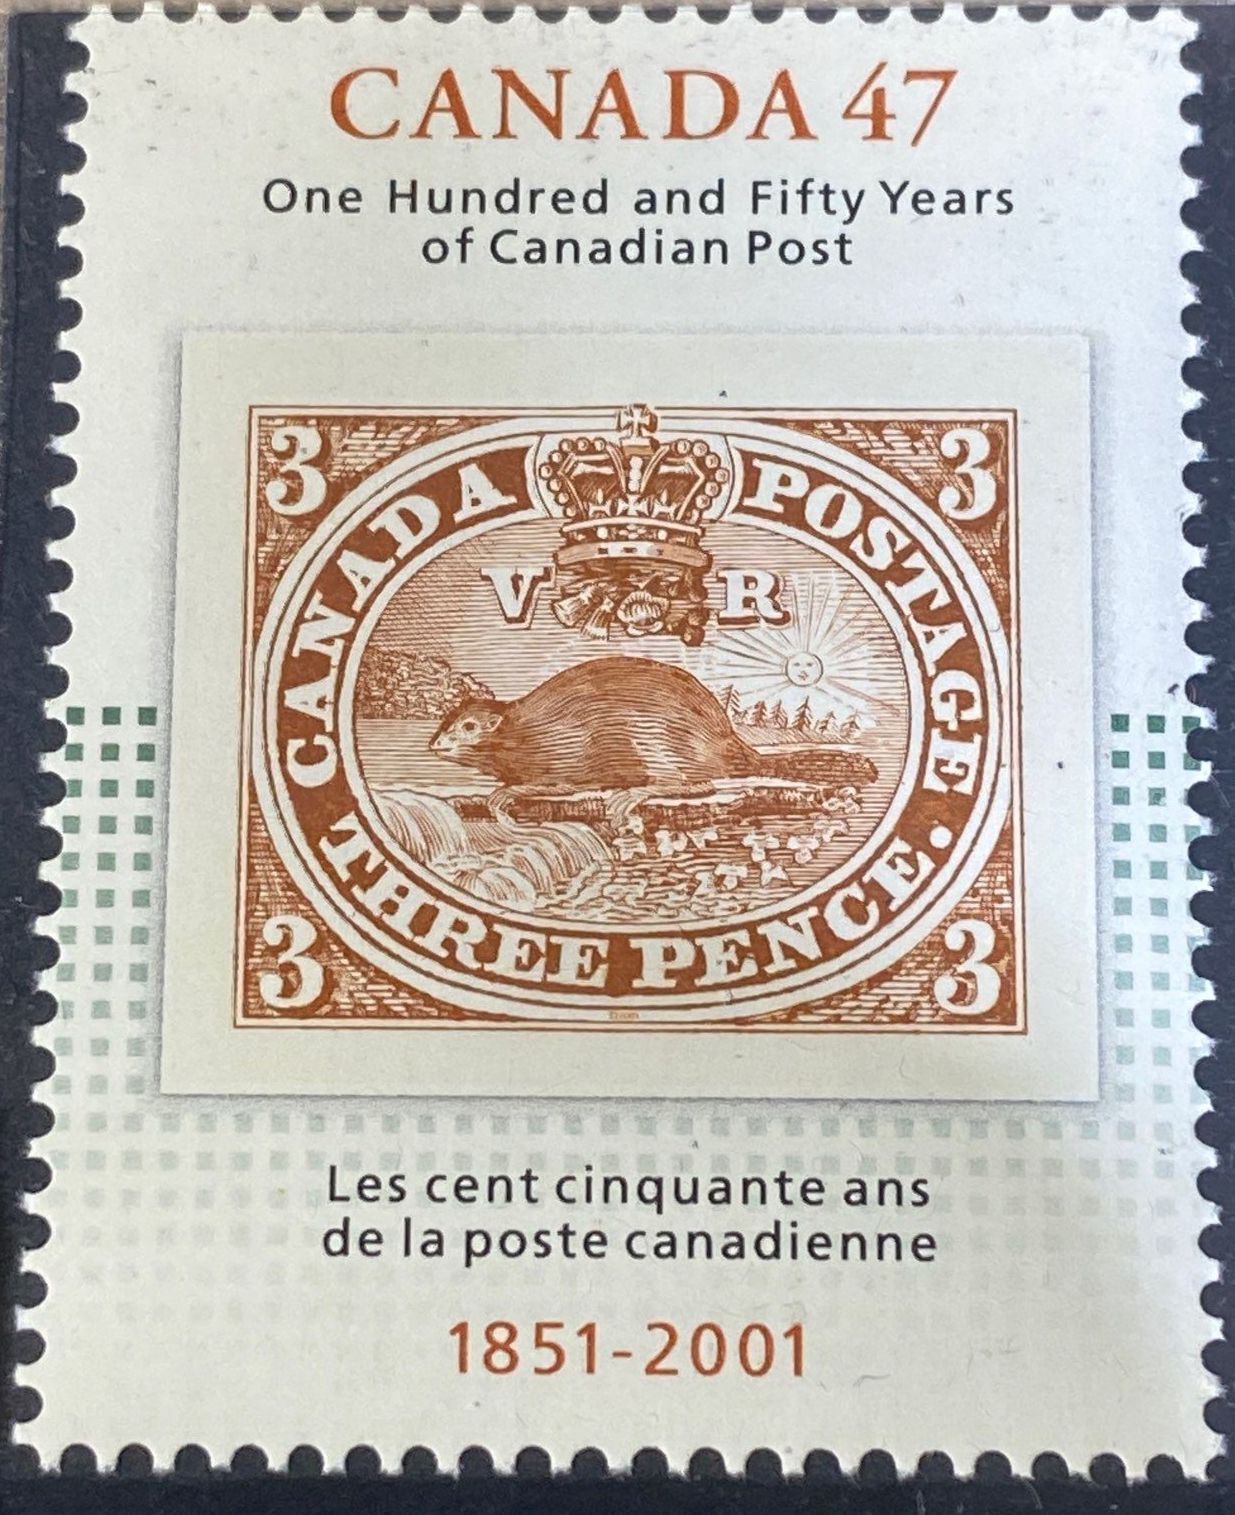 CANADA 47
One Hundred and Fifty Years
of Canadian Post
3 3
CANADA POSTAGE
V R
THREE PENCE.
3 3
Les cent cinquante ans
de la poste canadienne
1851-2001